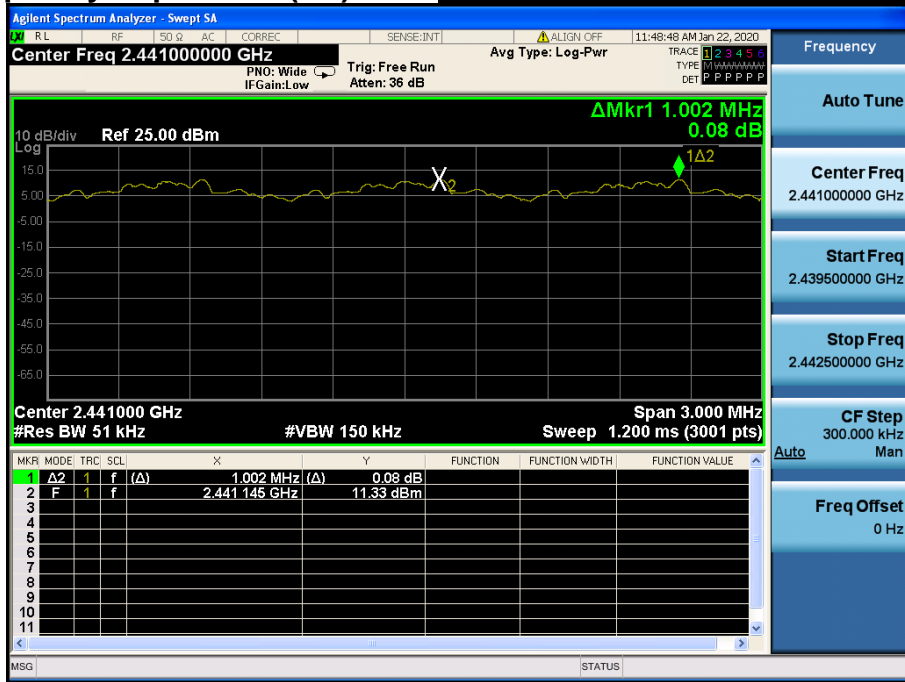 Agilent Spectrum Analyzer - Swept SA
LXI RL RF 50 Ω AC CORREC SENSE:INT ALIGN OFF 11:48:48 AM Jan 22, 2020
Center Freq 2.441000000 GHz
PNO: Wide
IFGain:Low
Trig: Free Run
Atten: 36 dB
Avg Type: Log-Pwr
TRACE 1 2 3 4 5 6
TYPE M WWWWW
DET P P P P P P
ΔMkr1 1.002 MHz
0.08 dB
10 dB/div Ref 25.00 dBm
Log
1Δ2
X2
15.0
5.00
-5.00
-15.0
-25.0
-35.0
-45.0
-55.0
-65.0
Center 2.441000 GHz Span 3.000 MHz
#Res BW 51 kHz #VBW 150 kHz Sweep 1.200 ms (3001 pts)
MKR MODE TRC SCL X Y FUNCTION FUNCTION WIDTH FUNCTION VALUE
1 Δ2 1 f (Δ) 1.002 MHz (Δ) 0.08 dB
2 F 1 f 2.441 145 GHz 11.33 dBm
3
4
5
6
7
8
9
10
11
MSG STATUS
Frequency
Auto Tune
Center Freq
2.441000000 GHz
Start Freq
2.439500000 GHz
Stop Freq
2.442500000 GHz
CF Step
300.000 kHz
Auto Man
Freq Offset
0 Hz